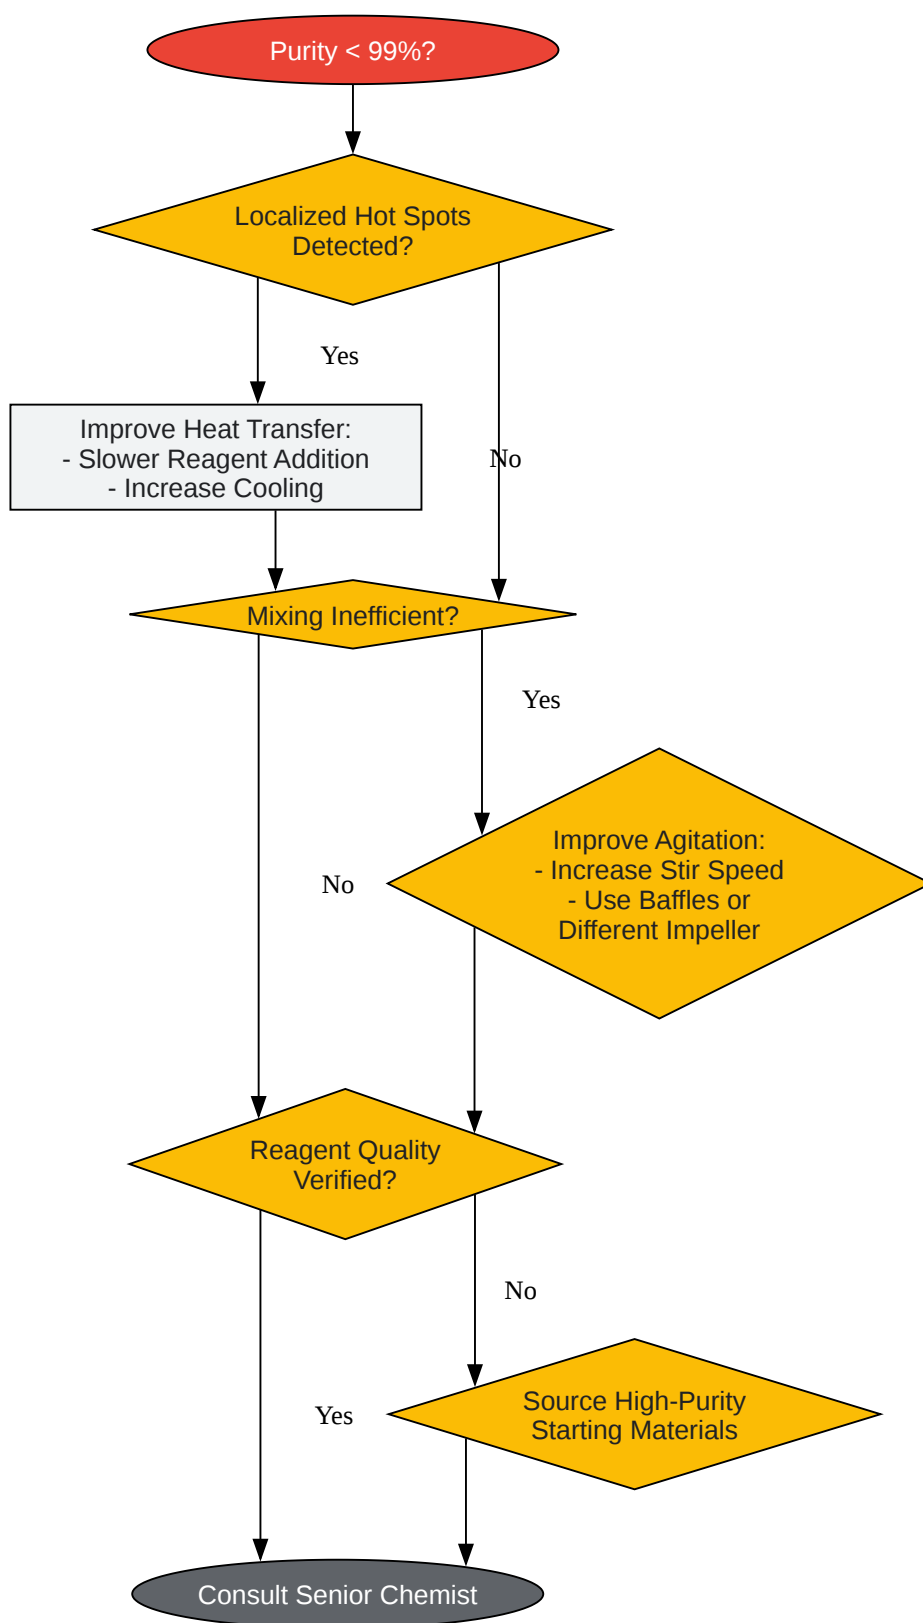 Purity < 99%?
Localized Hot Spots
Detected?
Yes
Improve Heat Transfer:
- Slower Reagent Addition
- Increase Cooling
No
Mixing Inefficient?
Yes
Improve Agitation:
- Increase Stir Speed
- Use Baffles or
Different Impeller
No
Reagent Quality
Verified?
No
Source High-Purity
Starting Materials
Yes
Consult Senior Chemist